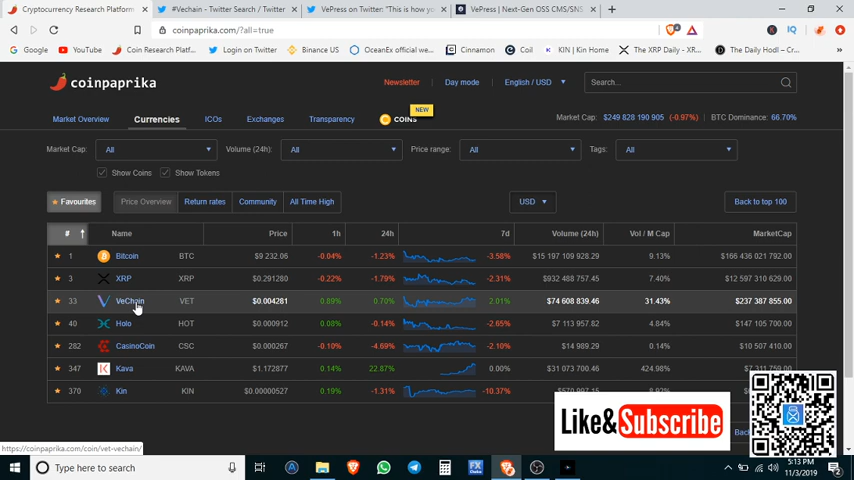 Cryptocurrency Research Platform × #Vechain - Twitter Search / Twitter × VePress on Twitter: "This is how yo × VePress | Next-Gen OSS CMS/SNS ×
coinpaprika.com/?all=true
Google YouTube Coin Research Platf... Login on Twitter Binance US OceanEx official we... Cinnamon Coil KIN | Kin Home The XRP Daily - XR... The Daily Hodl – Cr...
coinpaprika
Newsletter Day mode English / USD Search...
NEW
Market Overview Currencies ICOs Exchanges Transparency COINS Market Cap: $249 828 190 905 (-0.97%) BTC Dominance: 66.70%
Market Cap: All Volume (24h): All Price range: All Tags: All
Show Coins Show Tokens
Favourites Price Overview Return rates Community All Time High USD Back to top 100
# Name Price 1h 24h 7d Volume (24h) Vol / M Cap MarketCap
1 Bitcoin BTC $9 232.06 -0.04% -1.23% -3.58% $15 197 109 928.29 9.13% $166 436 021 792.00
3 XRP XRP $0.291280 -0.22% -1.79% -2.31% $932 488 757.45 7.40% $12 597 310 629.00
33 VeChain VET $0.004281 0.89% 0.70% 2.01% $74 608 839.46 31.43% $237 387 855.00
40 Holo HOT $0.000912 0.08% -0.14% -2.65% $7 113 957.82 4.84% $147 105 700.00
282 CasinoCoin CSC $0.000267 -0.10% -4.69% -2.10% $14 989.29 0.14% $10 507 410.00
347 Kava KAVA $1.172877 0.14% 22.87% 0.00% $31 073 700.46 424.98% $7 311 759.00
370 Kin KIN $0.00000527 0.19% -1.31% -10.37%
Like&Subscribe
https://coinpaprika.com/coin/vet-vechain/
Type here to search
5:13 PM
11/3/2019